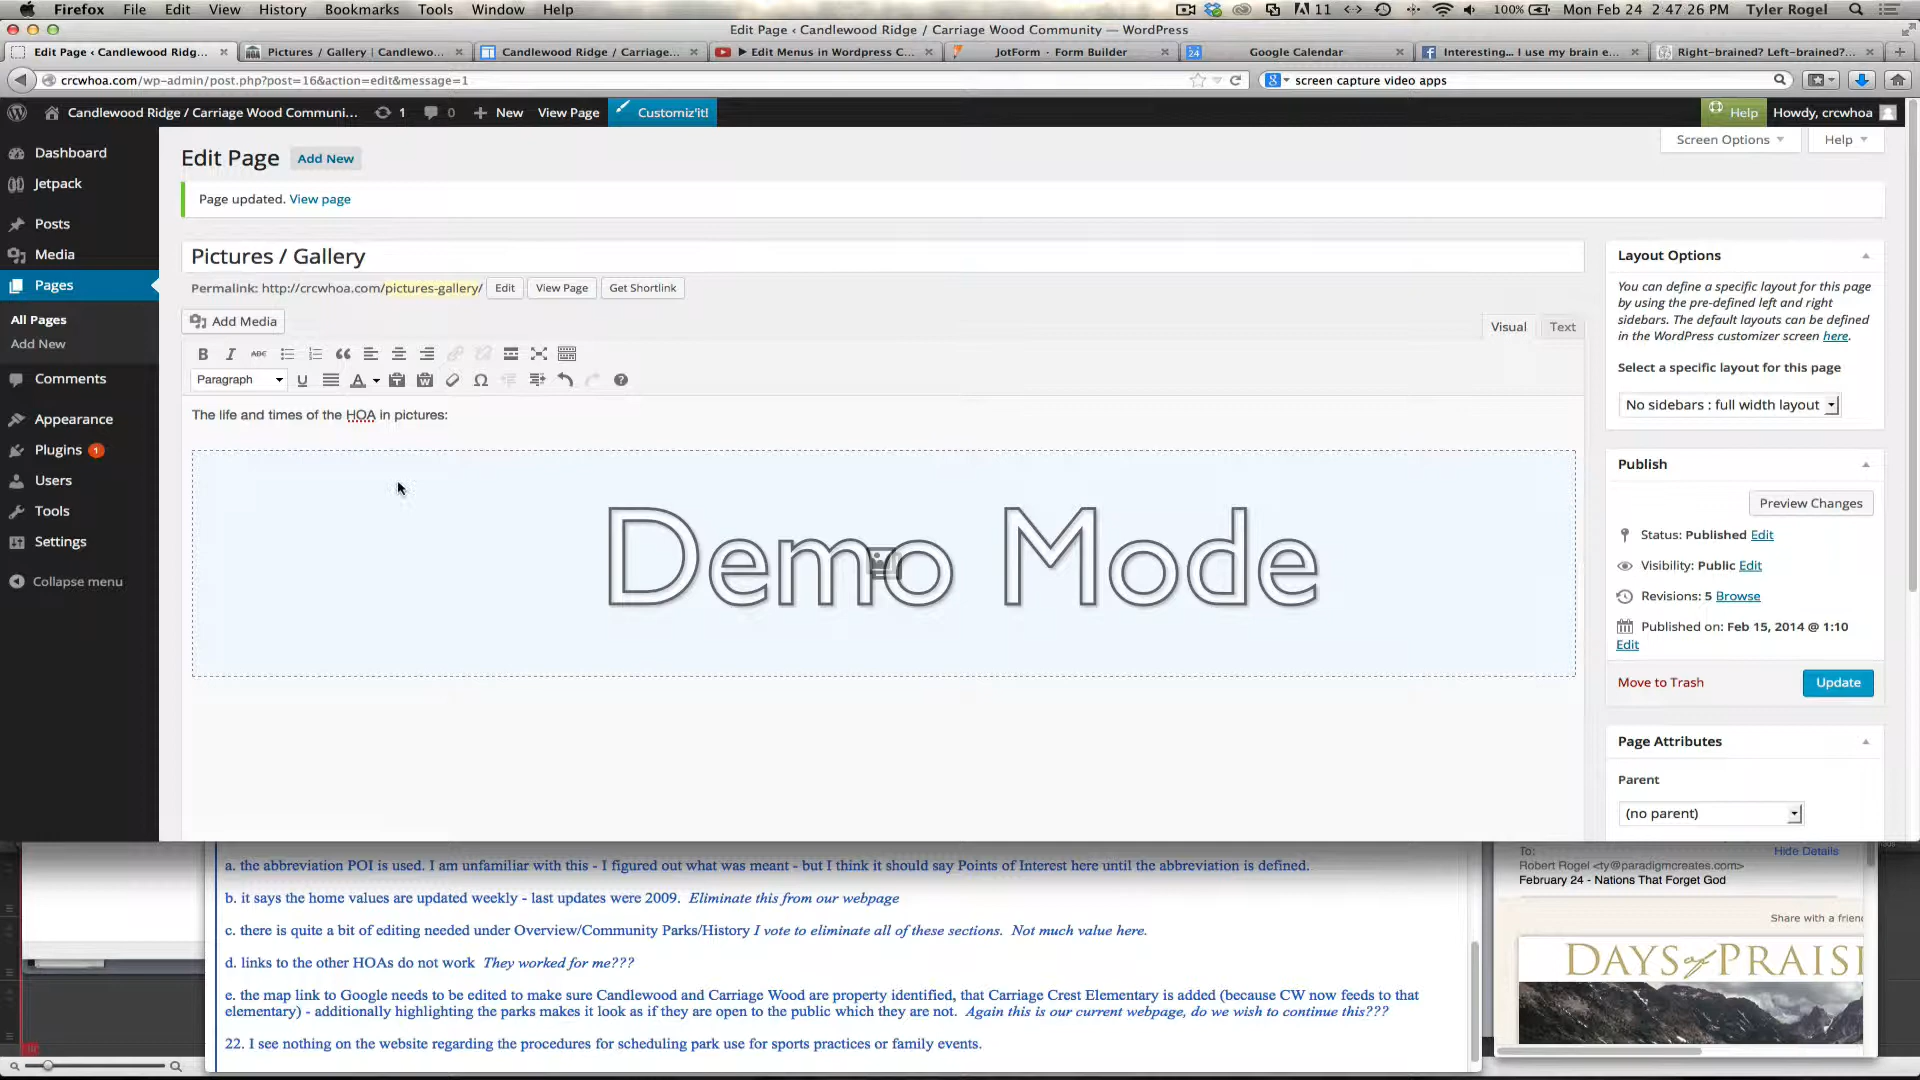 Firefox File Edit View History Bookmarks Tools Window Help 11 100% Mon Feb 24 2:47:26 PM Tyler Rogel
Edit Page ‹ Candlewood Ridge / Carriage Wood Community — WordPress
Edit Page ‹ Candlewood Ridg... Pictures / Gallery | Candlewo... Candlewood Ridge / Carriage... ▶ Edit Menus in Wordpress C... JotForm · Form Builder 24 Google Calendar Interesting... I use my brain e... Right-brained? Left-brained?...
crcwhoa.com/wp-admin/post.php?post=16&action=edit&message=1 screen capture video apps
Candlewood Ridge / Carriage Wood Communi... 1 0 New View Page Customiz'it! Help Howdy, crcwhoa
Screen Options Help
Dashboard
Jetpack
Posts
Media
Pages
All Pages
Add New
Comments
Appearance
Plugins 1
Users
Tools
Settings
Collapse menu
Edit Page Add New
Page updated. View page
Pictures / Gallery
Permalink: http://crcwhoa.com/pictures-gallery/ Edit View Page Get Shortlink
Add Media Visual Text
B I ABC
Paragraph U A
The life and times of the HOA in pictures:
Demo Mode
Layout Options
You can define a specific layout for this page
by using the pre-defined left and right
sidebars. The default layouts can be defined
in the WordPress customizer screen here.
Select a specific layout for this page
No sidebars : full width layout
Publish
Preview Changes
Status: Published Edit
Visibility: Public Edit
Revisions: 5 Browse
Published on: Feb 15, 2014 @ 1:10
Edit
Move to Trash Update
Page Attributes
Parent
(no parent)
a. the abbreviation POI is used. I am unfamiliar with this - I figured out what was meant - but I think it should say Points of Interest here until the abbreviation is defined.
b. it says the home values are updated weekly - last updates were 2009. Eliminate this from our webpage
c. there is quite a bit of editing needed under Overview/Community Parks/History I vote to eliminate all of these sections. Not much value here.
d. links to the other HOAs do not work They worked for me???
e. the map link to Google needs to be edited to make sure Candlewood and Carriage Wood are property identified, that Carriage Crest Elementary is added (because CW now feeds to that
elementary) - additionally highlighting the parks makes it look as if they are open to the public which they are not. Again this is our current webpage, do we wish to continue this???
22. I see nothing on the website regarding the procedures for scheduling park use for sports practices or family events.
To: Hide Details
Robert Rogel <ty@paradigmcreates.com>
February 24 - Nations That Forget God
Share with a frien
DAYS of PRAIS